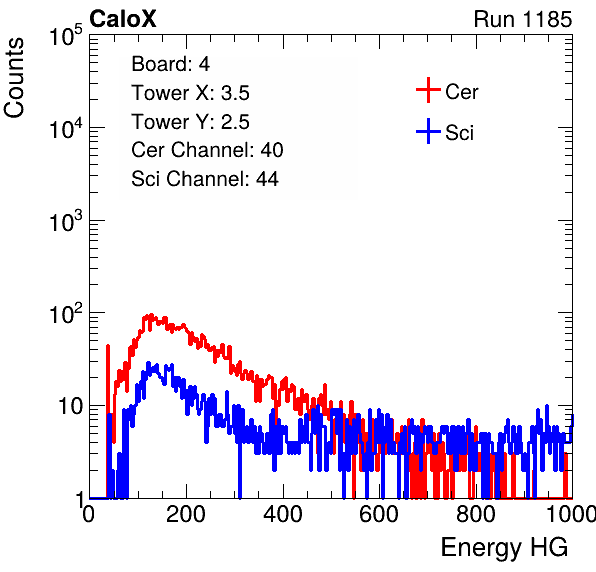 CaloX Run 1185
Counts
10^5
10^4
10^3
10^2
10
1
Board: 4
Tower X: 3.5
Tower Y: 2.5
Cer Channel: 40
Sci Channel: 44
Cer
Sci
0 200 400 600 800 1000
Energy HG